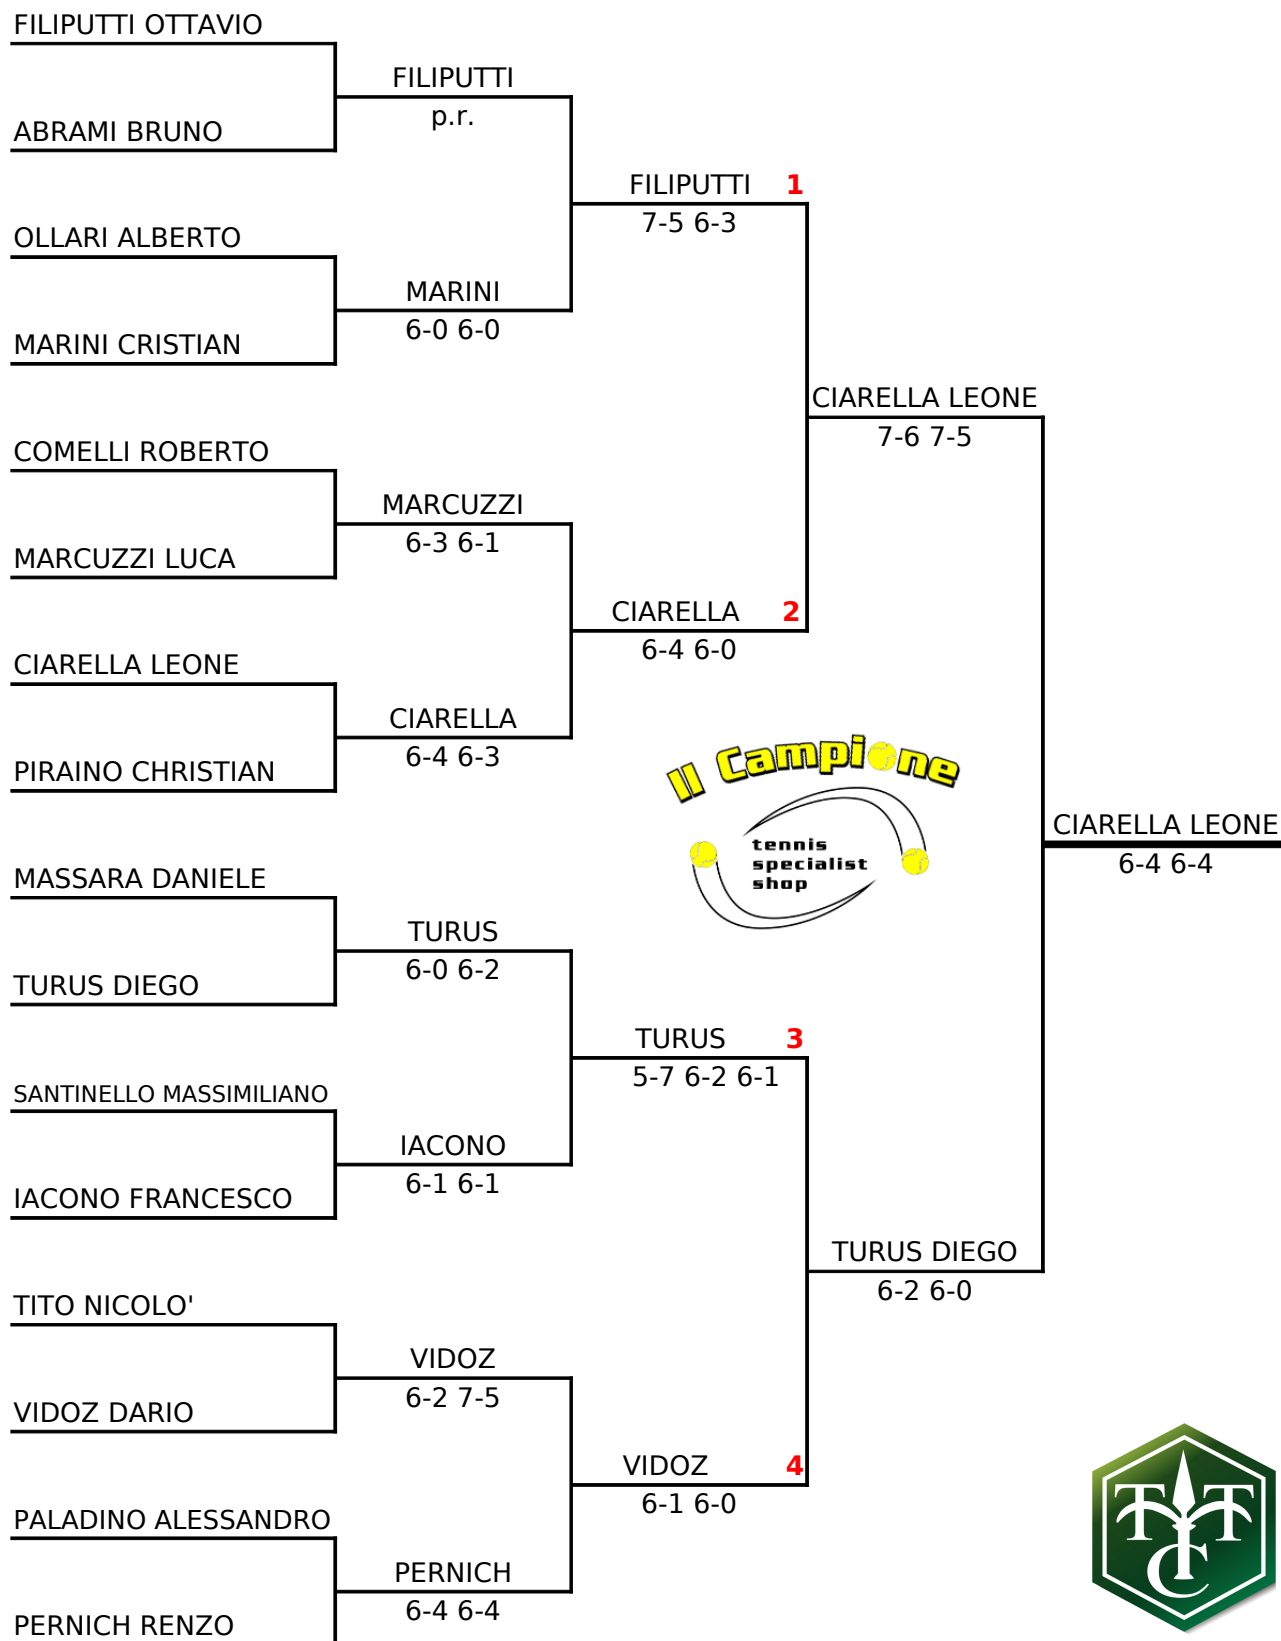 FILIPUTTI OTTAVIO
FILIPUTTI
p.r.
ABRAMI BRUNO
FILIPUTTI 1
7-5 6-3
OLLARI ALBERTO
MARINI
6-0 6-0
MARINI CRISTIAN
CIARELLA LEONE
7-6 7-5
COMELLI ROBERTO
MARCUZZI
6-3 6-1
MARCUZZI LUCA
CIARELLA 2
6-4 6-0
CIARELLA LEONE
CIARELLA
6-4 6-3
PIRAINO CHRISTIAN
Il Campione
tennis
specialist
shop
CIARELLA LEONE
6-4 6-4
MASSARA DANIELE
TURUS
6-0 6-2
TURUS DIEGO
TURUS 3
5-7 6-2 6-1
SANTINELLO MASSIMILIANO
IACONO
6-1 6-1
IACONO FRANCESCO
TURUS DIEGO
6-2 6-0
TITO NICOLO'
VIDOZ
6-2 7-5
VIDOZ DARIO
VIDOZ 4
6-1 6-0
PALADINO ALESSANDRO
PERNICH
6-4 6-4
PERNICH RENZO
TTC